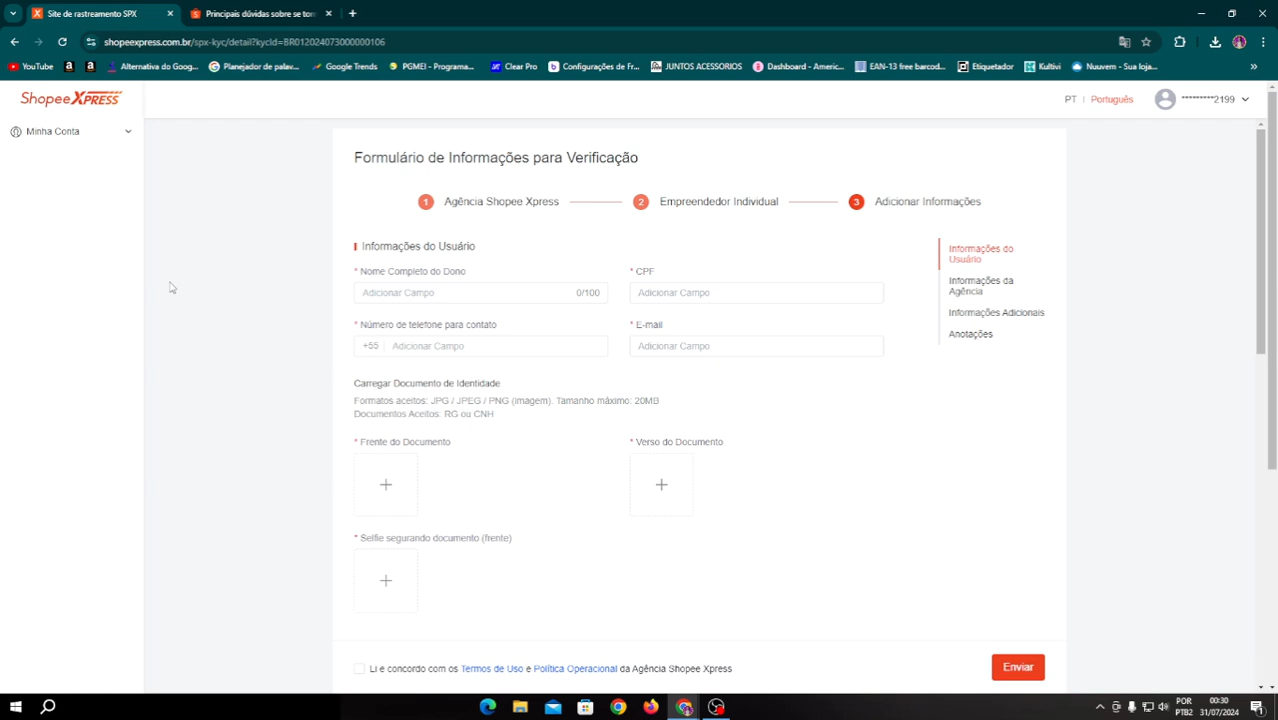 Site de rastreamento SPX
Principais dúvidas sobre se torn
shopeexpress.com.br/spx-kyc/detail?kycId=BR012024073000000106
YouTube
Alternativa do Goog...
Planejador de palav...
Google Trends
PGMEI - Programa...
Clear Pro
Configurações de Fr...
JUNTOS ACESSORIOS
Dashboard - Americ...
EAN-13 free barcod...
Etiquetador
Kultivi
Nuuvem - Sua loja...
Shopee XPRESS
PT | Português
*********2199
Minha Conta
Formulário de Informações para Verificação
1 Agência Shopee Xpress
2 Empreendedor Individual
3 Adicionar Informações
Informações do Usuário
* Nome Completo do Dono
* CPF
Adicionar Campo 0/100
Adicionar Campo
* Número de telefone para contato
* E-mail
+55 Adicionar Campo
Adicionar Campo
Carregar Documento de Identidade
Formatos aceitos: JPG / JPEG / PNG (imagem). Tamanho máximo: 20MB
Documentos Aceitos: RG ou CNH
* Frente do Documento
* Verso do Documento
* Selfie segurando documento (frente)
Informações do
Usuário
Informações da
Agência
Informações Adicionais
Anotações
Li e concordo com os Termos de Uso e Política Operacional da Agência Shopee Xpress
Enviar
POR
PTB2
00:30
31/07/2024